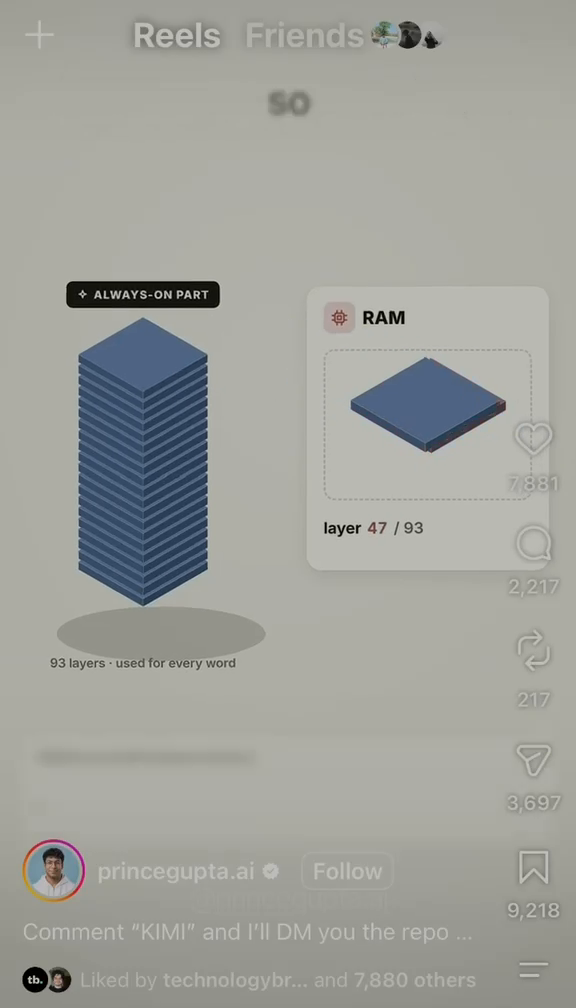 Reels Friends
SO
ALWAYS-ON PART
RAM
layer 47 / 93
93 layers · used for every word
7,881
2,217
217
3,697
9,218
princegupta.ai
Follow
Comment “KIMI” and I’ll DM you the repo ...
tb.
Liked by technologybr... and 7,880 others